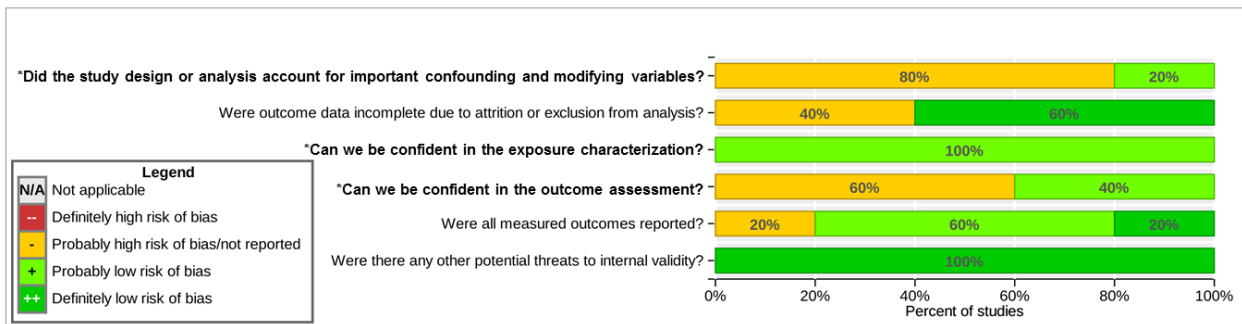 *Did the study design or analysis account for important confounding and modifying variables?
80%
20%
Were outcome data incomplete due to attrition or exclusion from analysis?
40%
60%
*Can we be confident in the exposure characterization?
100%
*Can we be confident in the outcome assessment?
60%
40%
Were all measured outcomes reported?
20%
60%
20%
Were there any other potential threats to internal validity?
100%
0%
20%
40%
60%
80%
100%
Percent of studies
Legend
N/A Not applicable
-- Definitely high risk of bias
- Probably high risk of bias/not reported
+ Probably low risk of bias
++ Definitely low risk of bias